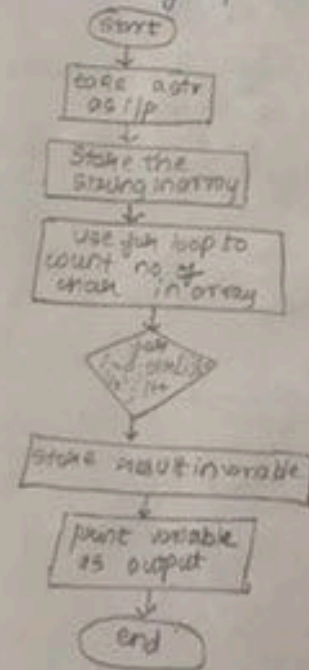 Start
take a str
as i/p
Store the
string in array
use for loop to
count no of
char in array
for
i++
Store result in variable
print variable
as output
end